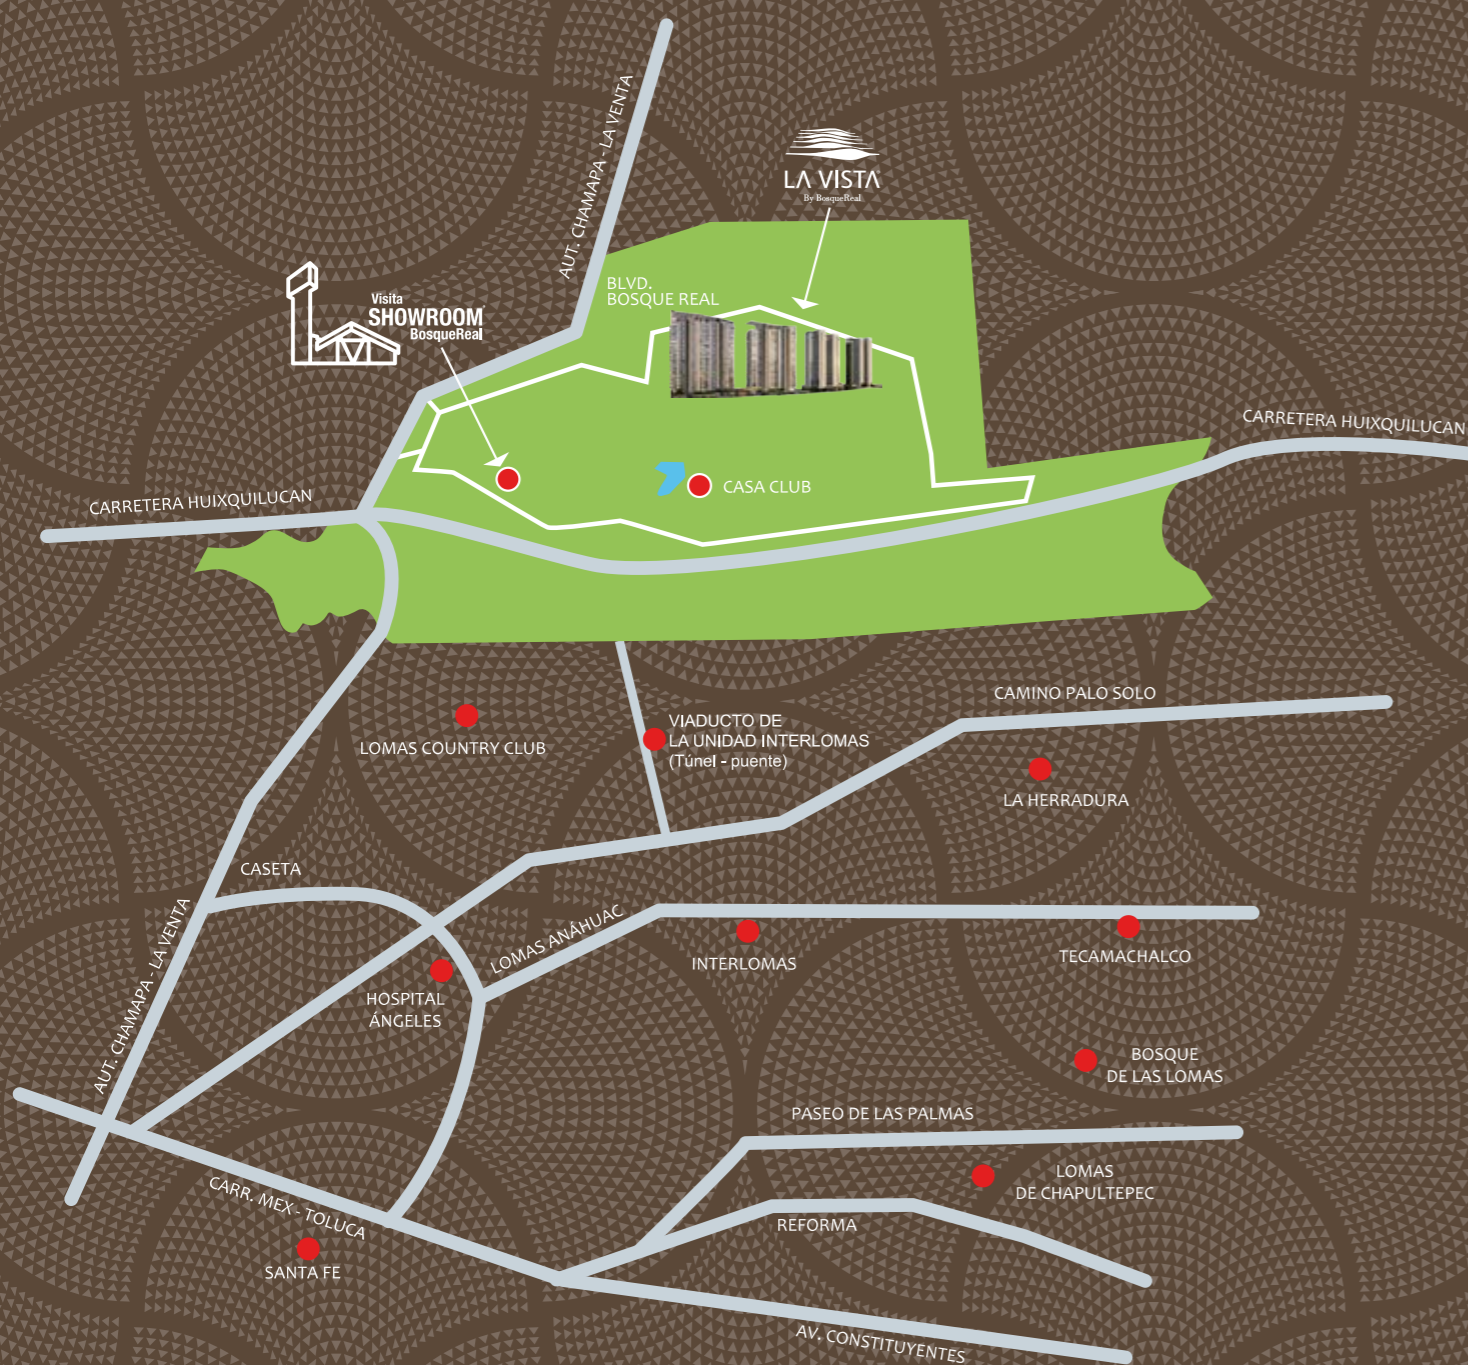 AUT. CHAMAPA - LA VENTA
LA VISTA
By BosqueReal
BLVD.
BOSQUE REAL
Visita
SHOWROOM
BosqueReal
CARRETERA HUIXQUILUCAN
CARRETERA HUIXQUILUCAN
CASA CLUB
CAMINO PALO SOLO
VIADUCTO DE
LA UNIDAD INTERLOMAS
(Túnel - puente)
LOMAS COUNTRY CLUB
LA HERRADURA
CASETA
AUT. CHAMAPA - LA VENTA
LOMAS ANÁHUAC
INTERLOMAS
TECAMACHALCO
HOSPITAL
ÁNGELES
BOSQUE
DE LAS LOMAS
PASEO DE LAS PALMAS
LOMAS
DE CHAPULTEPEC
CARR. MEX - TOLUCA
REFORMA
SANTA FE
AV. CONSTITUYENTES